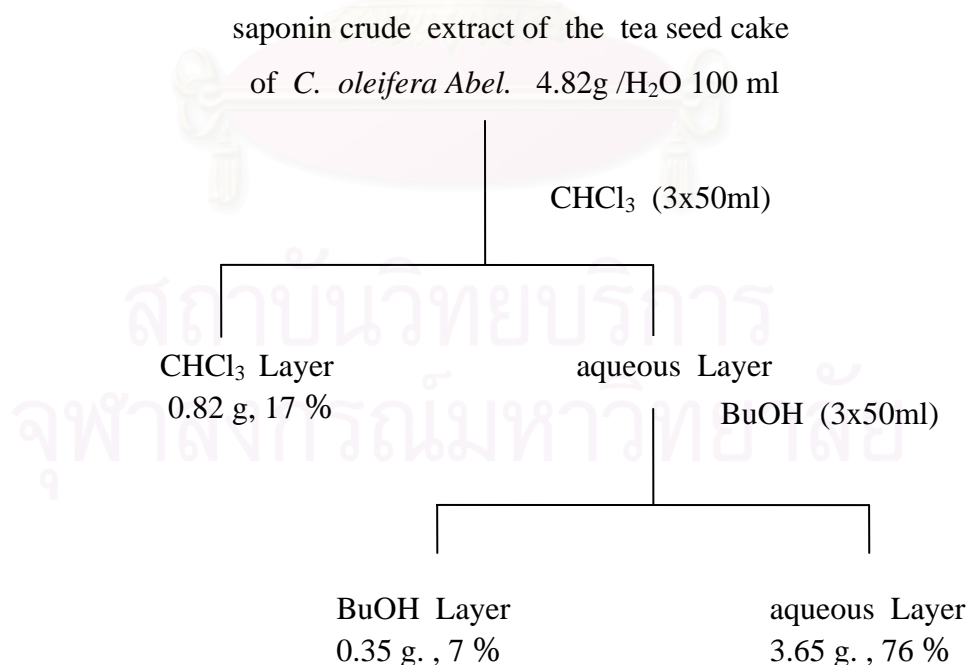 saponin crude extract of the tea seed cake
of C. oleifera Abel. 4.82g /H₂O 100 ml
CHCl₃ (3x50ml)
สถาบันวิทยบริการ
CHCl₃ Layer
aqueous Layer
0.82 g, 17 %
BuOH (3x50ml)
จุฬาลงกรณ์มหาวิทยาลัย
BuOH Layer
aqueous Layer
0.35 g. , 7 %
3.65 g. , 76 %